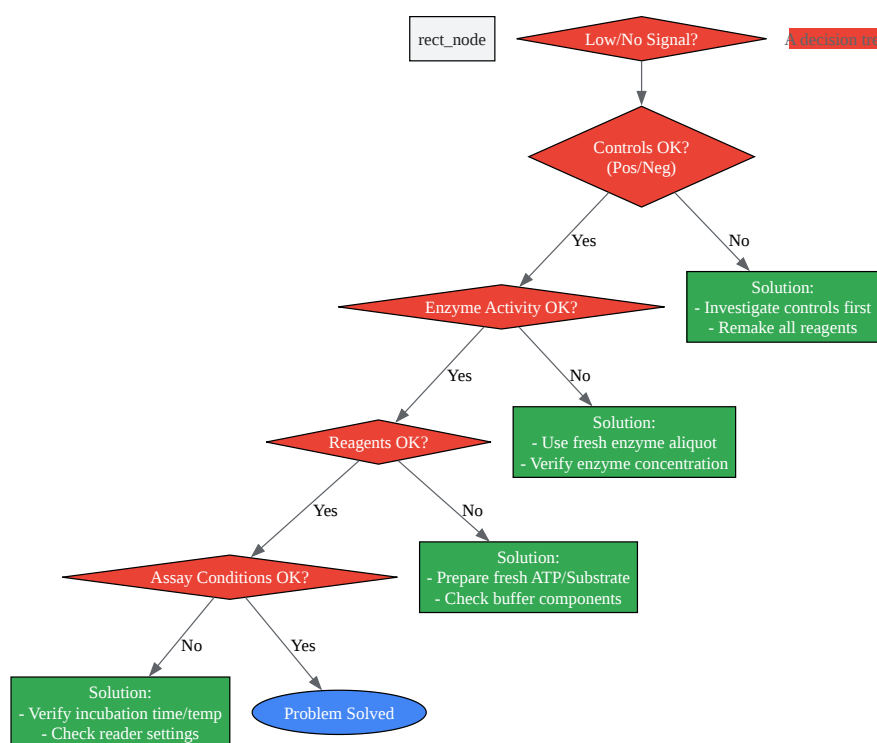 rect_node
Low/No Signal?
A decision tre
Controls OK?
(Pos/Neg)
Yes
No
Solution:
- Investigate controls first
- Remake all reagents
Enzyme Activity OK?
Yes
No
Solution:
- Use fresh enzyme aliquot
- Verify enzyme concentration
Reagents OK?
Yes
No
Solution:
- Prepare fresh ATP/Substrate
- Check buffer components
Assay Conditions OK?
No
Yes
Solution:
- Verify incubation time/temp
- Check reader settings
Problem Solved